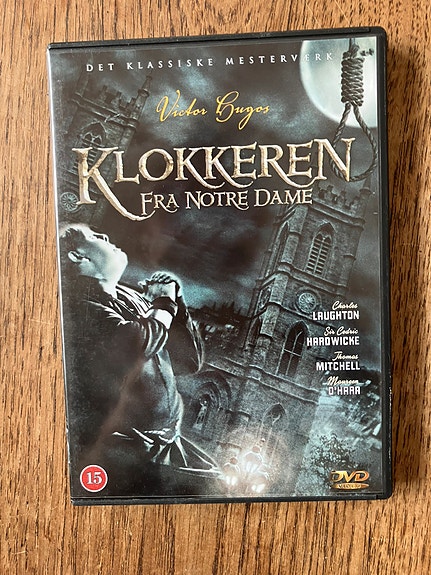 DET KLASSISKE MESTERVERK
Victor Hugos
KLOKKEREN
FRA NOTRE DAME
Charles
LAUGHTON
Sir Cedric
HARDWICKE
Thomas
MITCHELL
Maureen
O'HARA
15
DVD